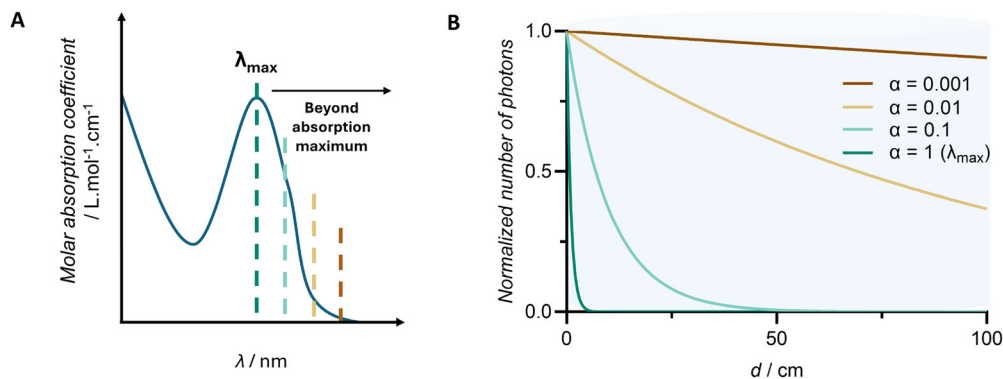 A
Molar absorption coefficient
/ L.mol⁻¹.cm⁻¹
λmax
Beyond
absorption
maximum
λ / nm
B
Normalized number of photons
1.0
0.5
0.0
α = 0.001
α = 0.01
α = 0.1
α = 1 (λmax)
0
50
100
d / cm